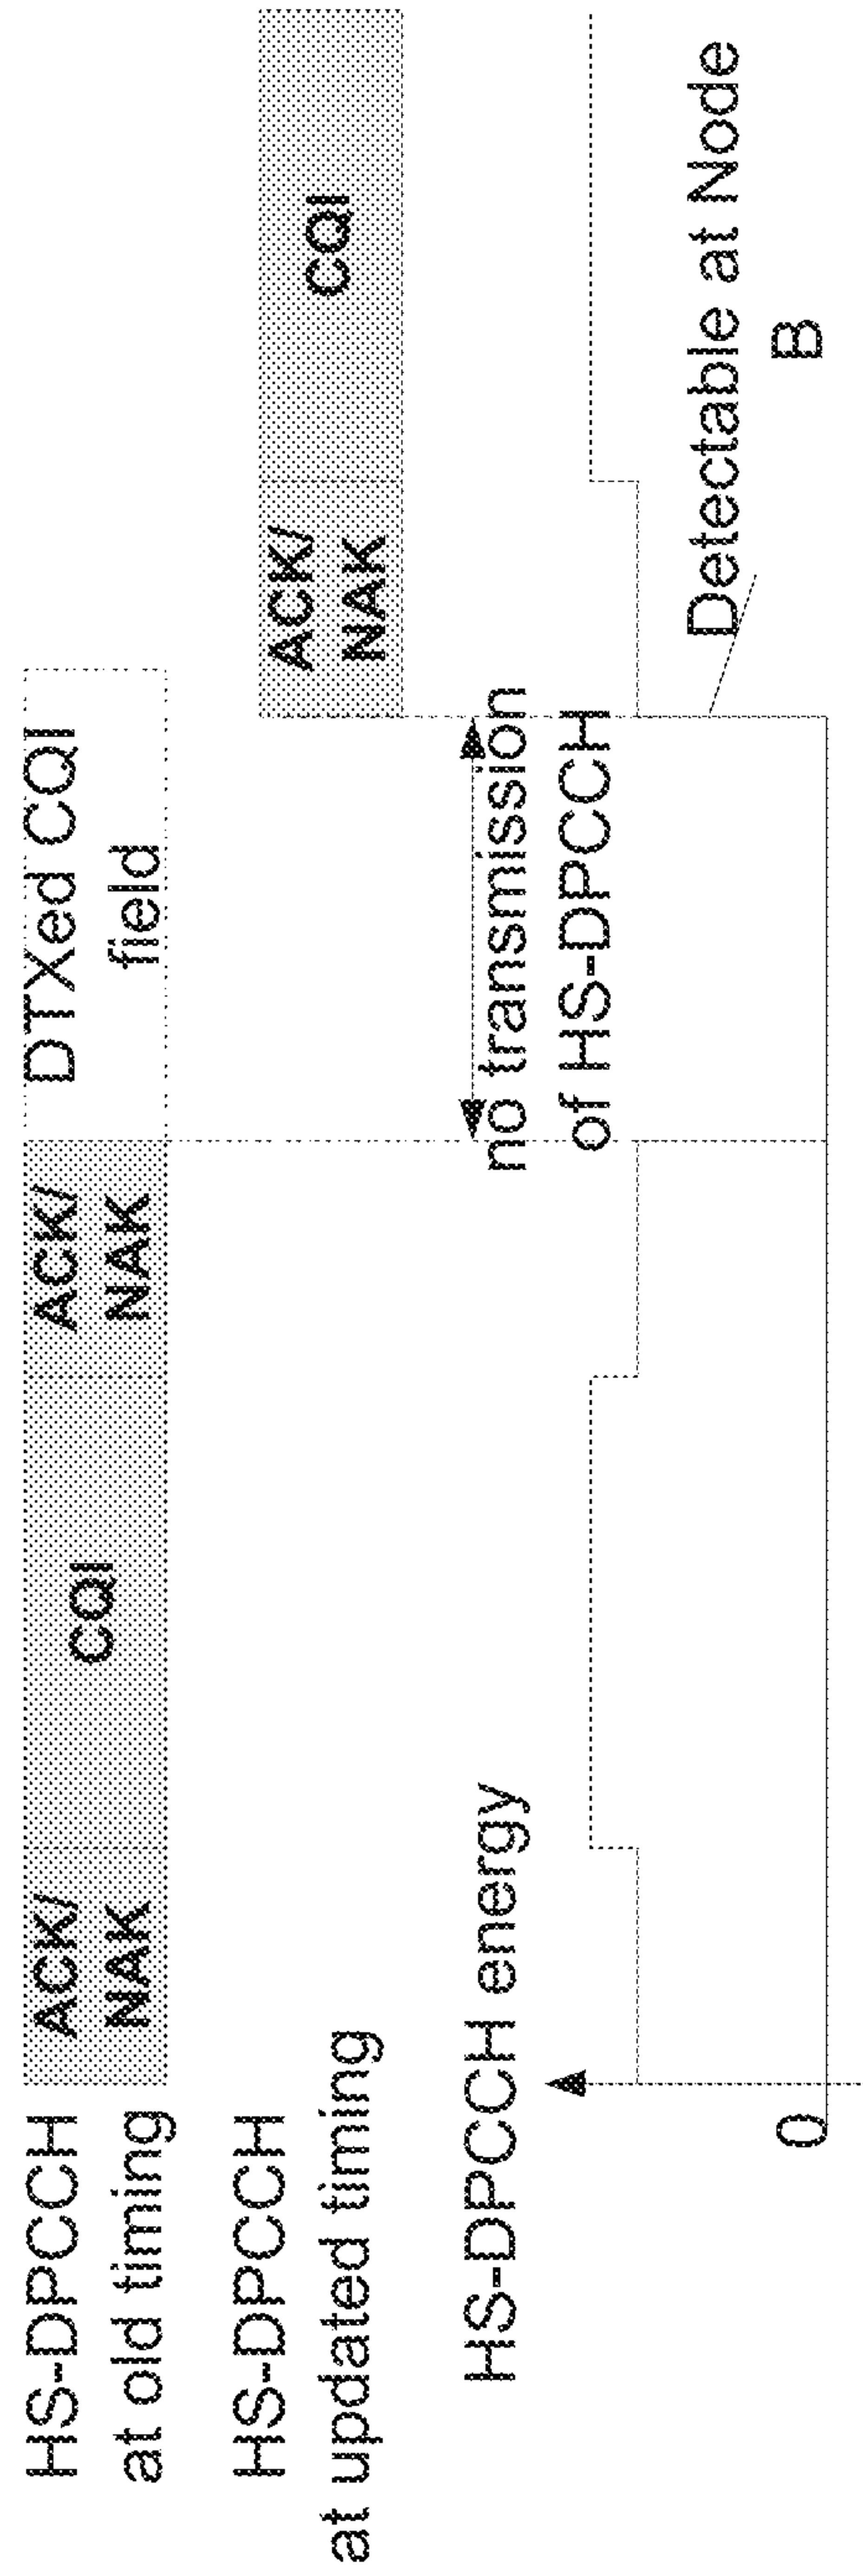 HS-DPCCH
at old timing
ACK/
NAK
CQI
ACK/
NAK
DTXed CQI
field
HS-DPCCH
at updated timing
ACK/
NAK
CQI
HS-DPCCH energy
no transmission
of HS-DPCCH
0
Detectable at Node
B